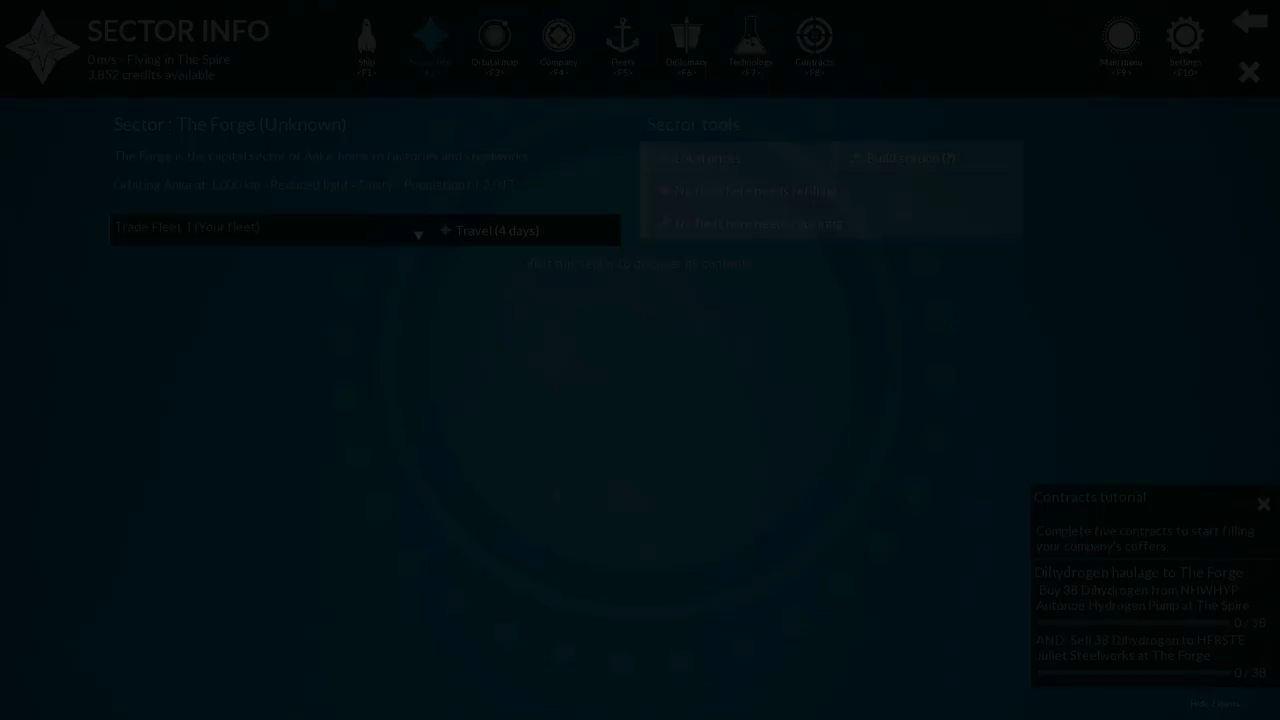 SECTOR INFO
0 m/s - Flying in The Spire
3,852 credits available
Ship
<F1>
Orbital map
<F3>
Company
<F4>
Fleets
<F5>
Diplomacy
<F6>
Technology
<F7>
Contracts
<F8>
Main menu
<F9>
Settings
<F10>
Sector : The Forge (Unknown)
The Forge is the capital sector of Anka, home to factories and steelworks
Sector tools
Local prices
Build station (?)
Trade Fleet 1 (Your fleet)
Travel (4 days)
Contracts tutorial
Complete five contracts to start filling
your company's coffers
Dihydrogen haulage to The Forge
Buy 38 Dihydrogen from NHWHYP
Antonoe Hydrogen Pump at The Spire
0 / 38
AND: Sell 38 Dihydrogen to HFRSTE
Juliet Steelworks at The Forge
0 / 38